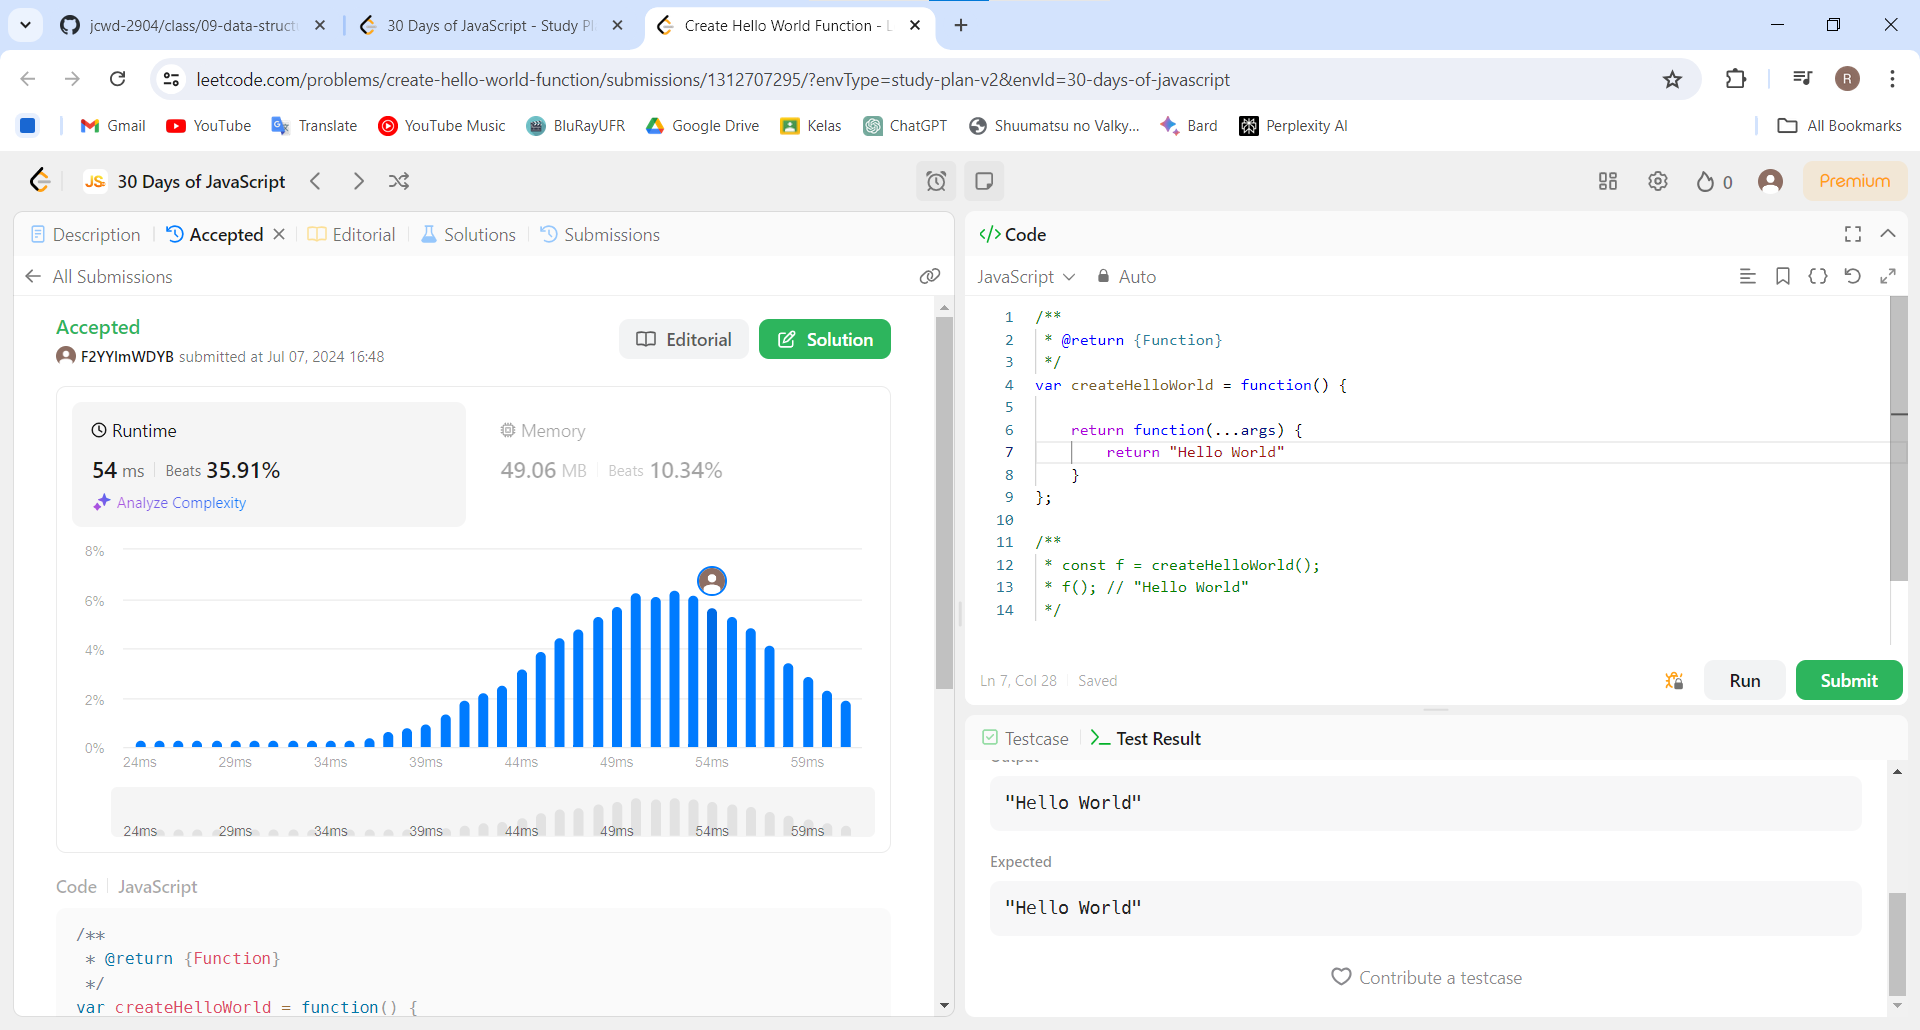 jcwd-2904/class/09-data-struct
30 Days of JavaScript - Study Pl
Create Hello World Function - L
leetcode.com/problems/create-hello-world-function/submissions/1312707295/?envType=study-plan-v2&envId=30-days-of-javascript
R
Gmail
YouTube
Translate
YouTube Music
BluRayUFR
Google Drive
Kelas
ChatGPT
Shuumatsu no Valky...
Bard
Perplexity AI
All Bookmarks
JS 30 Days of JavaScript
0
Premium
Description
Accepted
Editorial
Solutions
Submissions
All Submissions
Accepted
F2YYlmWDYB submitted at Jul 07, 2024 16:48
Editorial
Solution
Runtime
54 ms Beats 35.91%
Analyze Complexity
Memory
49.06 MB Beats 10.34%
8%
6%
4%
2%
0%
24ms 29ms 34ms 39ms 44ms 49ms 54ms 59ms
24ms 29ms 34ms 39ms 44ms 49ms 54ms 59ms
Code JavaScript
/**
 * @return {Function}
 */
var createHelloWorld = function() {
</> Code
JavaScript
Auto
1 /**
2  * @return {Function}
3  */
4 var createHelloWorld = function() {
5
6     return function(...args) {
7         return "Hello World"
8     }
9 };
10
11 /**
12  * const f = createHelloWorld();
13  * f(); // "Hello World"
14  */
Ln 7, Col 28 Saved
Run
Submit
Testcase
Test Result
Output
"Hello World"
Expected
"Hello World"
Contribute a testcase